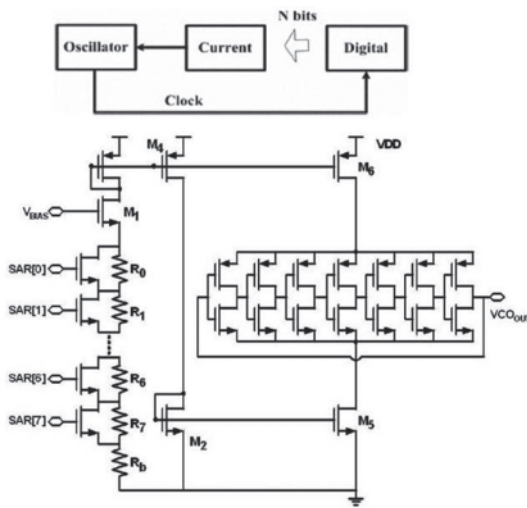 N bits
Oscillator
Current
Digital
Clock
M4
VDD
M6
VBIAS
M1
SAR[0]
R0
SAR[1]
R1
VCOOUT
SAR[6]
R6
SAR[7]
R7
M2
M5
Rb